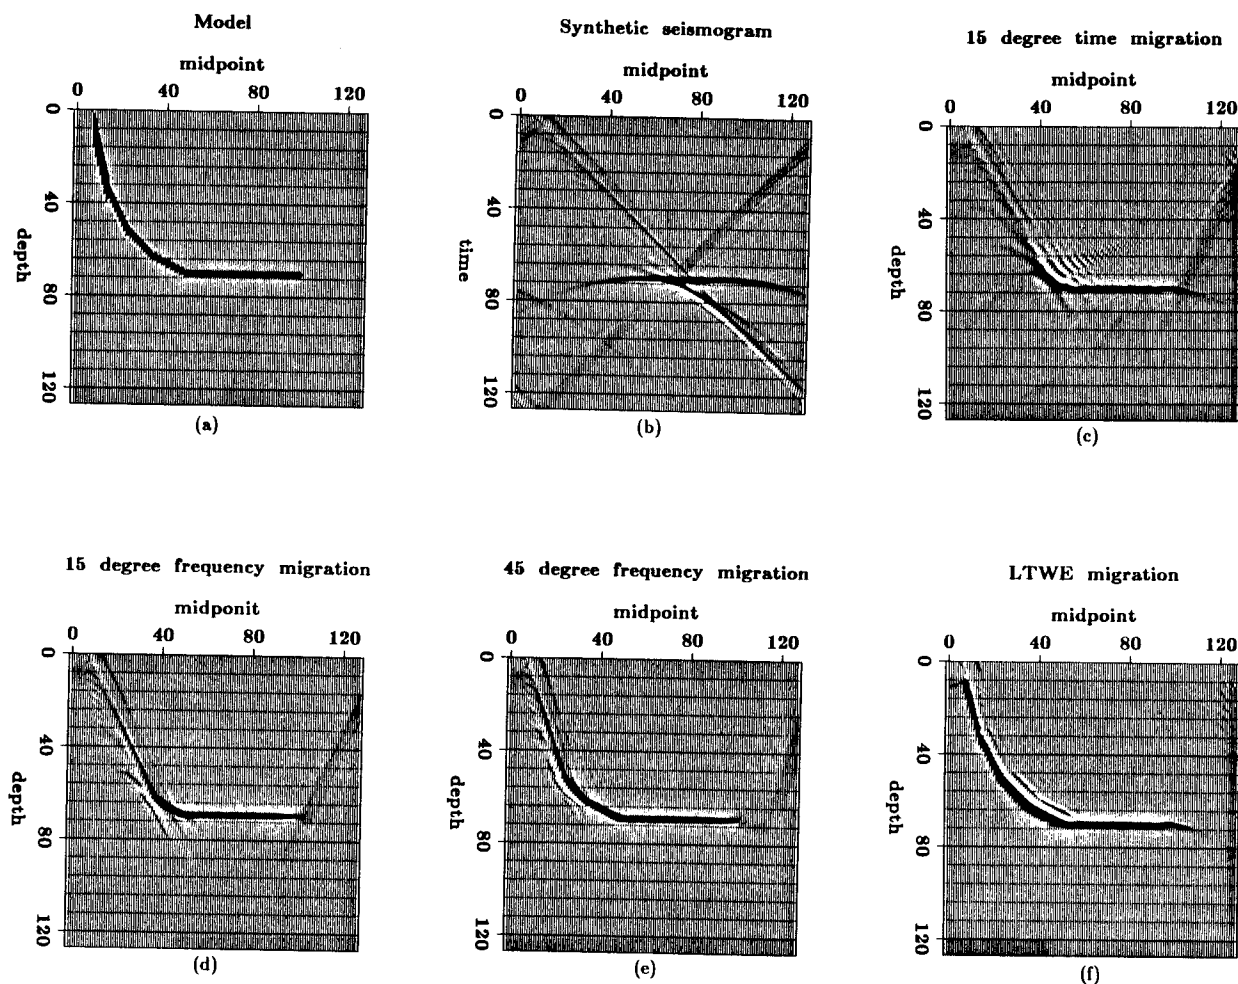 Model
midpoint
0 40 80 120
0
40
80
120
depth
(a)
Synthetic seismogram
midpoint
0 40 80 120
0
40
80
120
time
(b)
15 degree time migration
midpoint
0 40 80 120
0
40
80
120
depth
(c)
15 degree frequency migration
midponit
0 40 80 120
0
40
80
120
depth
(d)
45 degree frequency migration
midpoint
0 40 80 120
0
40
80
120
depth
(e)
LTWE migration
midpoint
0 40 80 120
0
40
80
120
depth
(f)